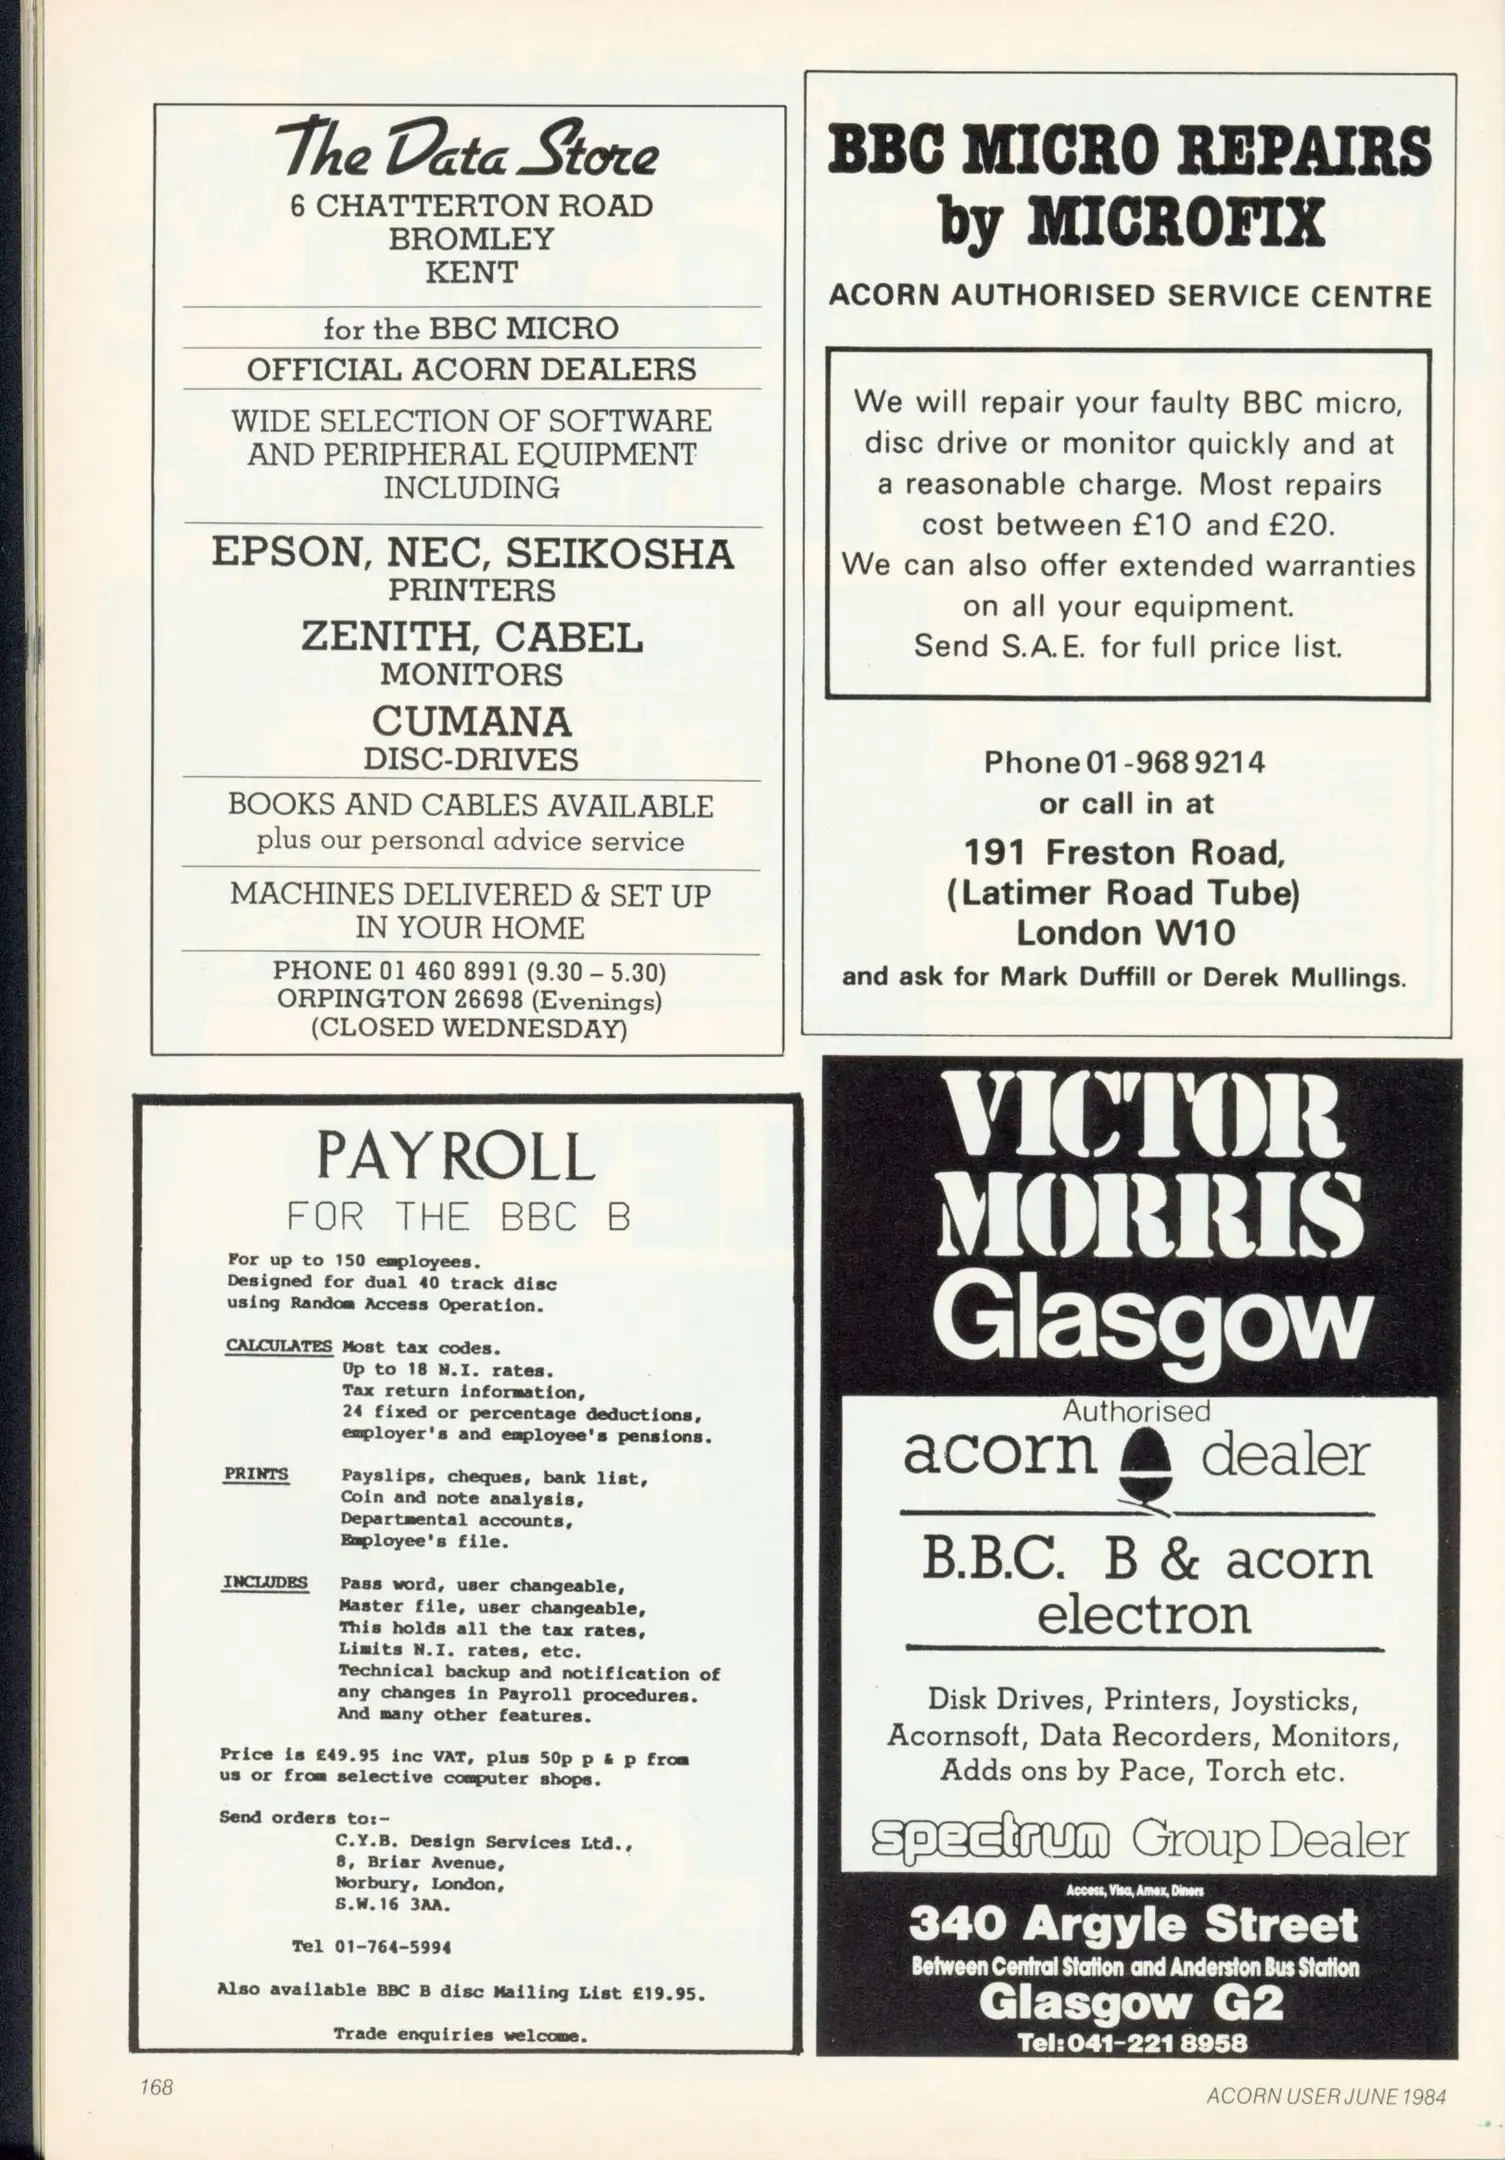 The Data Store
6 CHATTERTON ROAD
BROMLEY
KENT
for the BBC MICRO
OFFICIAL ACORN DEALERS
WIDE SELECTION OF SOFTWARE
AND PERIPHERAL EQUIPMENT
INCLUDING
EPSON, NEC, SEIKOSHA
PRINTERS
ZENITH, CABEL
MONITORS
CUMANA
DISC-DRIVES
BOOKS AND CABLES AVAILABLE
plus our personal advice service
MACHINES DELIVERED & SET UP
IN YOUR HOME
PHONE 01 460 8991 (9.30 – 5.30)
ORPINGTON 26698 (Evenings)
(CLOSED WEDNESDAY)
BBC MICRO REPAIRS
by MICROFIX
ACORN AUTHORISED SERVICE CENTRE
We will repair your faulty BBC micro,
disc drive or monitor quickly and at
a reasonable charge. Most repairs
cost between £10 and £20.
We can also offer extended warranties
on all your equipment.
Send S.A.E. for full price list.
Phone 01-968 9214
or call in at
191 Freston Road,
(Latimer Road Tube)
London W10
and ask for Mark Duffill or Derek Mullings.
PAYROLL
FOR THE BBC B
For up to 150 employees.
Designed for dual 40 track disc
using Random Access Operation.
CALCULATES Most tax codes.
Up to 18 N.I. rates.
Tax return information,
24 fixed or percentage deductions,
employer's and employee's pensions.
PRINTS Payslips, cheques, bank list,
Coin and note analysis,
Departmental accounts,
Employee's file.
INCLUDES Pass word, user changeable,
Master file, user changeable,
This holds all the tax rates,
Limits N.I. rates, etc.
Technical backup and notification of
any changes in Payroll procedures.
And many other features.
Price is £49.95 inc VAT, plus 50p p & p from
us or from selective computer shops.
Send orders to:-
C.Y.B. Design Services Ltd.,
8, Briar Avenue,
Norbury, London,
S.W.16 3AA.
Tel 01-764-5994
Also available BBC B disc Mailing List £19.95.
Trade enquiries welcome.
VICTOR
MORRIS
Glasgow
Authorised
acorn dealer
B.B.C. B & acorn
electron
Disk Drives, Printers, Joysticks,
Acornsoft, Data Recorders, Monitors,
Adds ons by Pace, Torch etc.
spectrum Group Dealer
Access, Visa, Amex, Diners
340 Argyle Street
Between Central Station and Anderston Bus Station
Glasgow G2
Tel: 041-221 8958
168
ACORN USER JUNE 1984